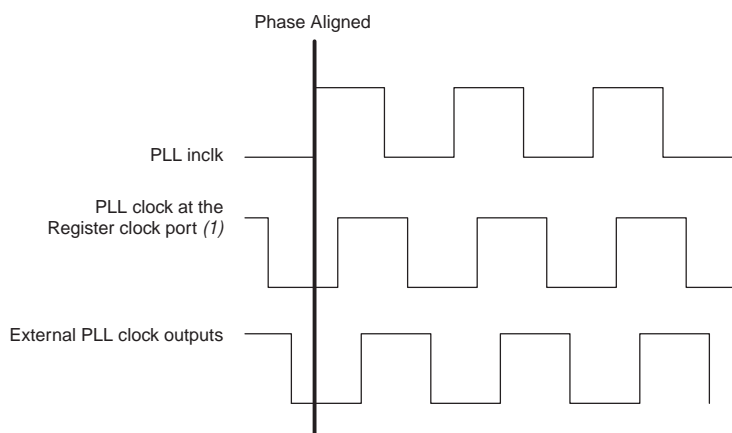 Phase Aligned
PLL inclk
PLL clock at the
Register clock port (1)
External PLL clock outputs